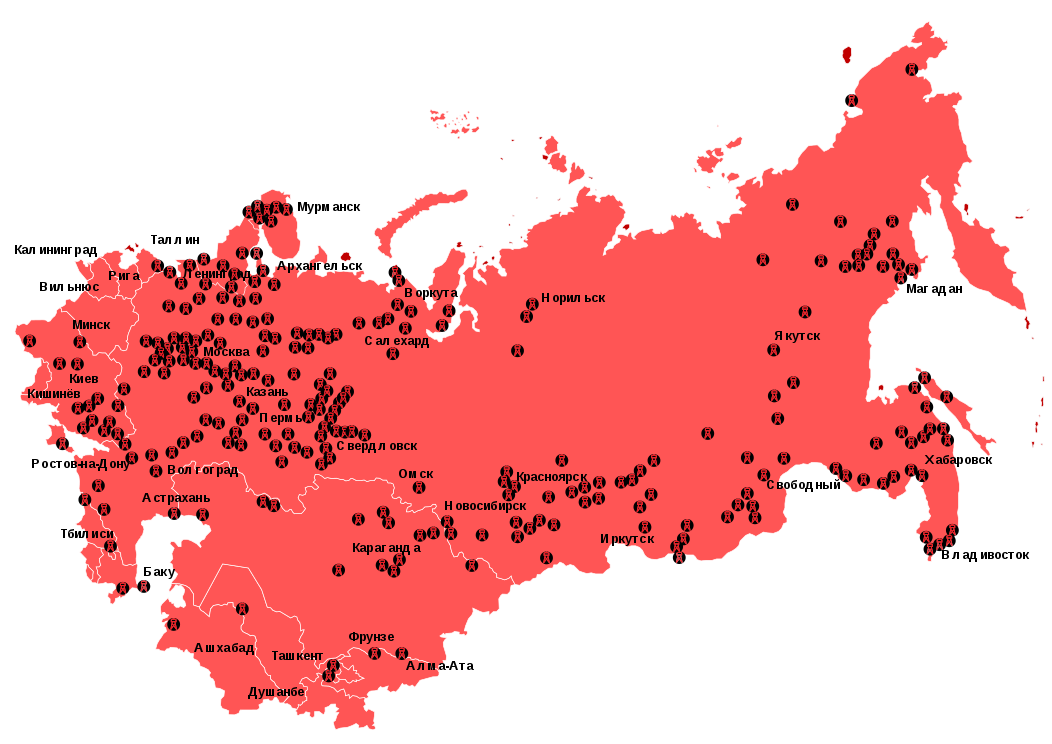 Мурманск
Таллин
Калининград
Архангельск
Рига
Ленинград
Вильнюс
Воркута
Норильск
Магадан
Минск
Салехард
Якутск
Москва
Киев
Кишинёв
Казань
Пермь
Свердловск
Ростов-на-Дону
Волгоград
Омск
Красноярск
Хабаровск
Свободный
Астрахань
Новосибирск
Тбилиси
Иркутск
Караганда
Владивосток
Баку
Фрунзе
Ашхабад
Ташкент
Алма-Ата
Душанбе